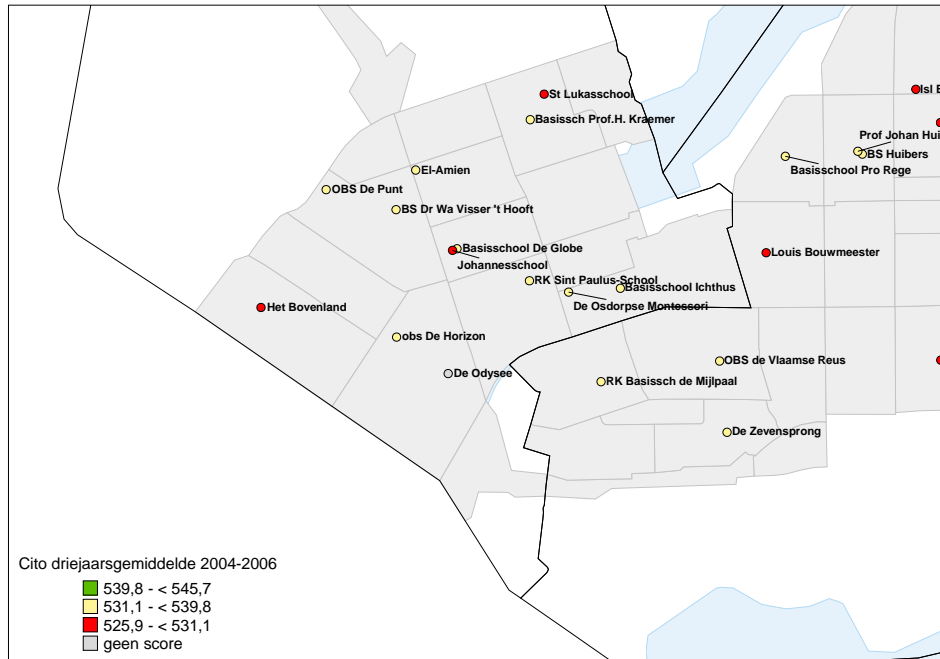 Isl E
St Lukasschool
Basissch Prof.H. Kraemer
Prof Johan Hui
BS Huibers
Basisschool Pro Rege
El-Amien
OBS De Punt
BS Dr Wa Visser 't Hooft
Basisschool De Globe
Johannesschool
Louis Bouwmeester
RK Sint Paulus-School
Basisschool Ichthus
De Osdorpse Montessori
Het Bovenland
obs De Horizon
OBS de Vlaamse Reus
De Odysee
RK Basissch de Mijlpaal
De Zevensprong
Cito driejaarsgemiddelde 2004-2006
539,8 - < 545,7
531,1 - < 539,8
525,9 - < 531,1
geen score